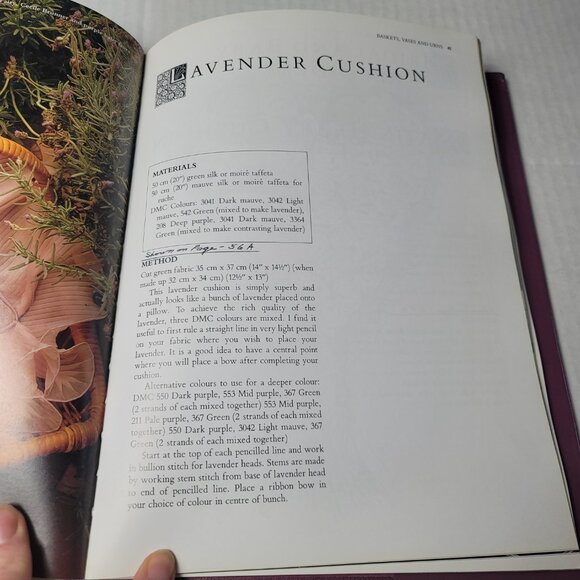 BASKETS, VASES AND URNS
LAVENDER CUSHION
MATERIALS
50 cm (20") green silk or moiré taffeta
50 cm (20") mauve silk or moiré taffeta for
ruche
DMC Colours: 3041 Dark mauve, 3042 Light
mauve, 542 Green (mixed to make lavender),
208 Deep purple, 3041 Dark mauve, 3364
Green (mixed to make contrasting lavender)
Shown on Page - 56A
METHOD
Cut green fabric 35 cm x 37 cm (14" x 14½") (when
made up 32 cm x 34 cm) (12½" x 13")
This lavender cushion is simply superb and
actually looks like a bunch of lavender placed onto
a pillow. To achieve the rich quality of the
lavender, three DMC colours are mixed. I find it
useful to first rule a straight line in very light pencil
on your fabric where you wish to place your
lavender. It is a good idea to have a central point
where you will place a bow after completing your
cushion.
Alternative colours to use for a deeper colour:
DMC 550 Dark purple, 553 Mid purple, 367 Green
(2 strands of each mixed together) 553 Mid purple,
211 Pale purple, 367 Green (2 strands of each mixed
together) 550 Dark purple, 3042 Light mauve, 367
Green (2 strands of each mixed together)
Start at the top of each pencilled line and work
in bullion stitch for lavender heads. Stems are made
by working stem stitch from base of lavender head
to end of pencilled line. Place a ribbon bow in
your choice of colour in centre of bunch.